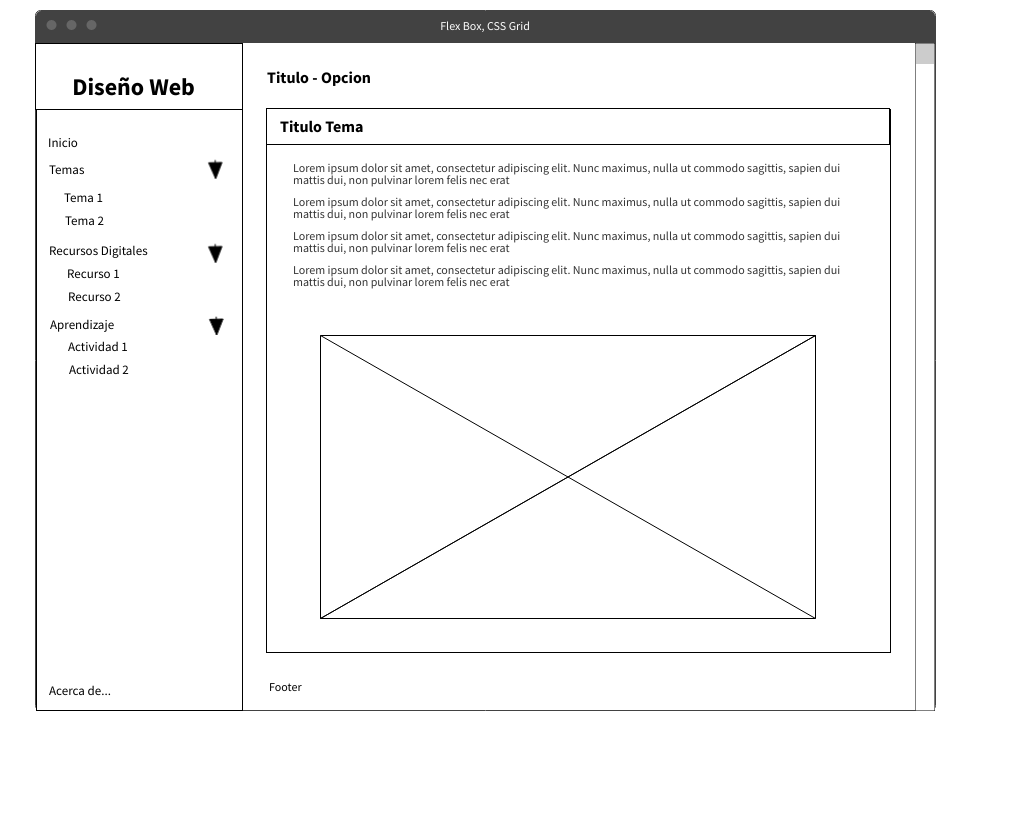 Flex Box, CSS Grid
Diseño Web
Inicio
Temas
Tema 1
Tema 2
Recursos Digitales
Recurso 1
Recurso 2
Aprendizaje
Actividad 1
Actividad 2
Acerca de...
Titulo - Opcion
Titulo Tema
Lorem ipsum dolor sit amet, consectetur adipiscing elit. Nunc maximus, nulla ut commodo sagittis, sapien dui
mattis dui, non pulvinar lorem felis nec erat
Lorem ipsum dolor sit amet, consectetur adipiscing elit. Nunc maximus, nulla ut commodo sagittis, sapien dui
mattis dui, non pulvinar lorem felis nec erat
Lorem ipsum dolor sit amet, consectetur adipiscing elit. Nunc maximus, nulla ut commodo sagittis, sapien dui
mattis dui, non pulvinar lorem felis nec erat
Lorem ipsum dolor sit amet, consectetur adipiscing elit. Nunc maximus, nulla ut commodo sagittis, sapien dui
mattis dui, non pulvinar lorem felis nec erat
Footer